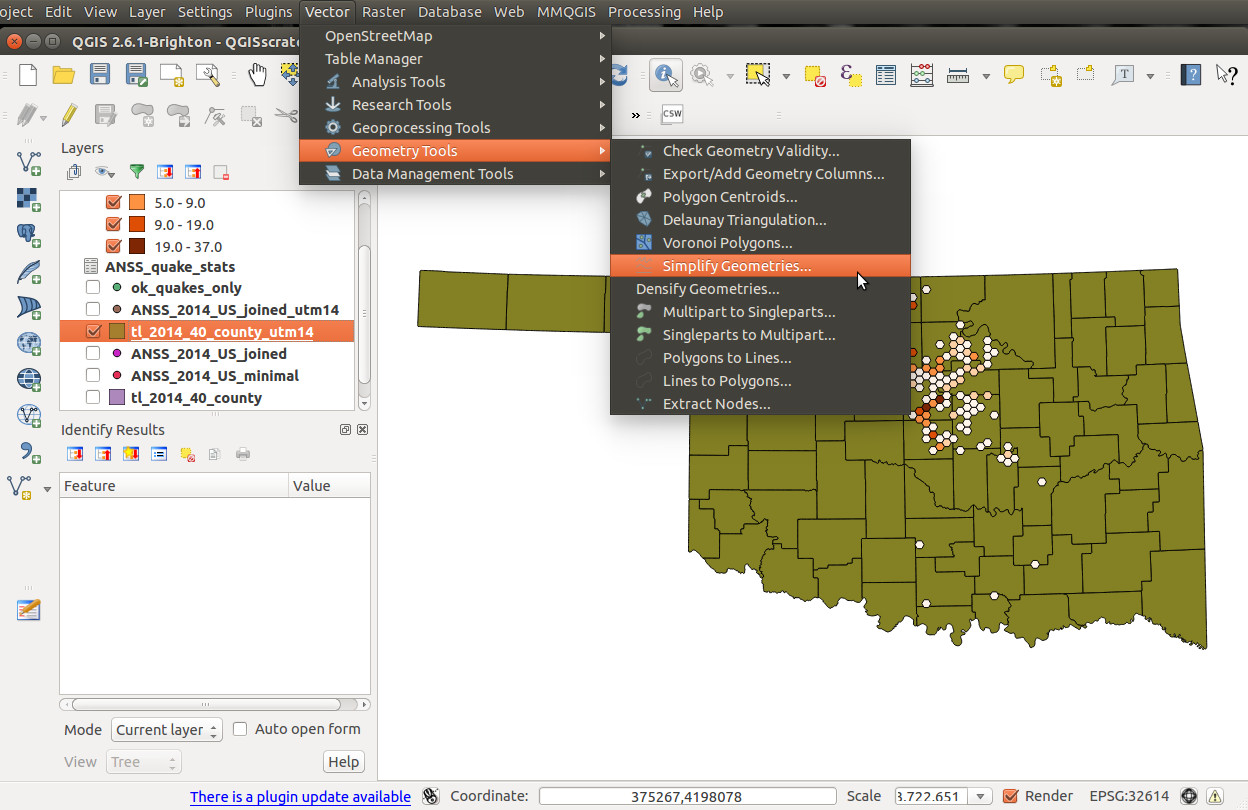 oject Edit View Layer Settings Plugins Vector Raster Database Web MMQGIS Processing Help
QGIS 2.6.1-Brighton - QGISscrat
OpenStreetMap
Table Manager
Analysis Tools
Research Tools
Geoprocessing Tools
Geometry Tools
Data Management Tools
Check Geometry Validity...
Export/Add Geometry Columns...
Polygon Centroids...
Delaunay Triangulation...
Voronoi Polygons...
Simplify Geometries...
Densify Geometries...
Multipart to Singleparts...
Singleparts to Multipart...
Polygons to Lines...
Lines to Polygons...
Extract Nodes...
CSW
Layers
5.0 - 9.0
9.0 - 19.0
19.0 - 37.0
ANSS_quake_stats
ok_quakes_only
ANSS_2014_US_joined_utm14
tl_2014_40_county_utm14
ANSS_2014_US_joined
ANSS_2014_US_minimal
tl_2014_40_county
Identify Results
Feature Value
Mode Current layer Auto open form
View Tree Help
There is a plugin update available Coordinate: 375267,4198078 Scale 3.722.651 Render EPSG:32614